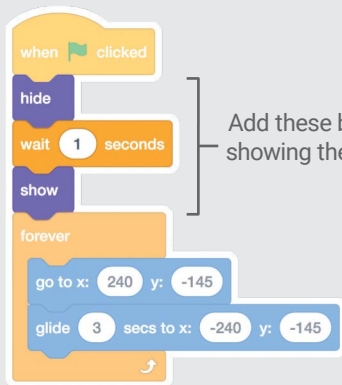 when clicked
hide
Add these
wait 1 seconds
showing the
show
forever
go to x: 240 y: -145
glide 3 secs to x: -240 y: -145